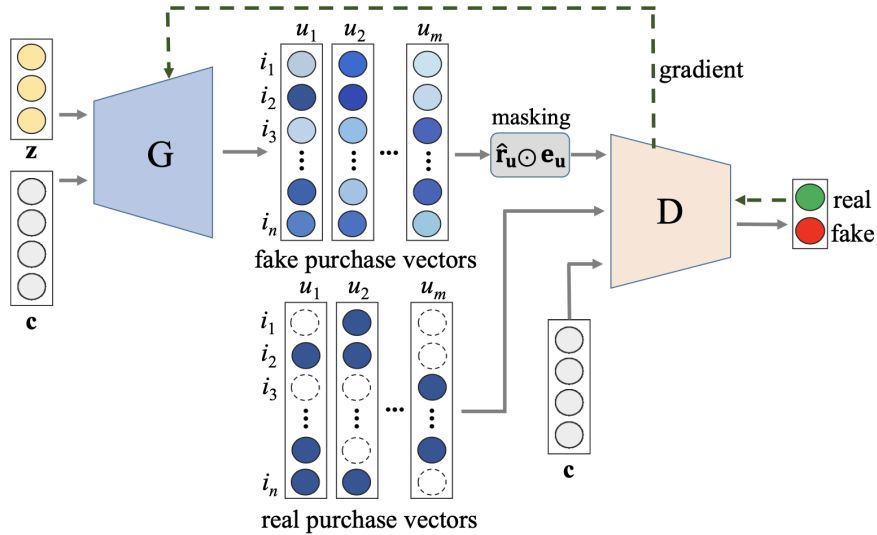 u₁ u₂ uₘ
i₁
i₂
i₃
iₙ
z
G
c
fake purchase vectors
masking
r̂ᵤ⊙ eᵤ
gradient
D
real
fake
u₁ u₂ uₘ
i₁
i₂
i₃
iₙ
real purchase vectors
c